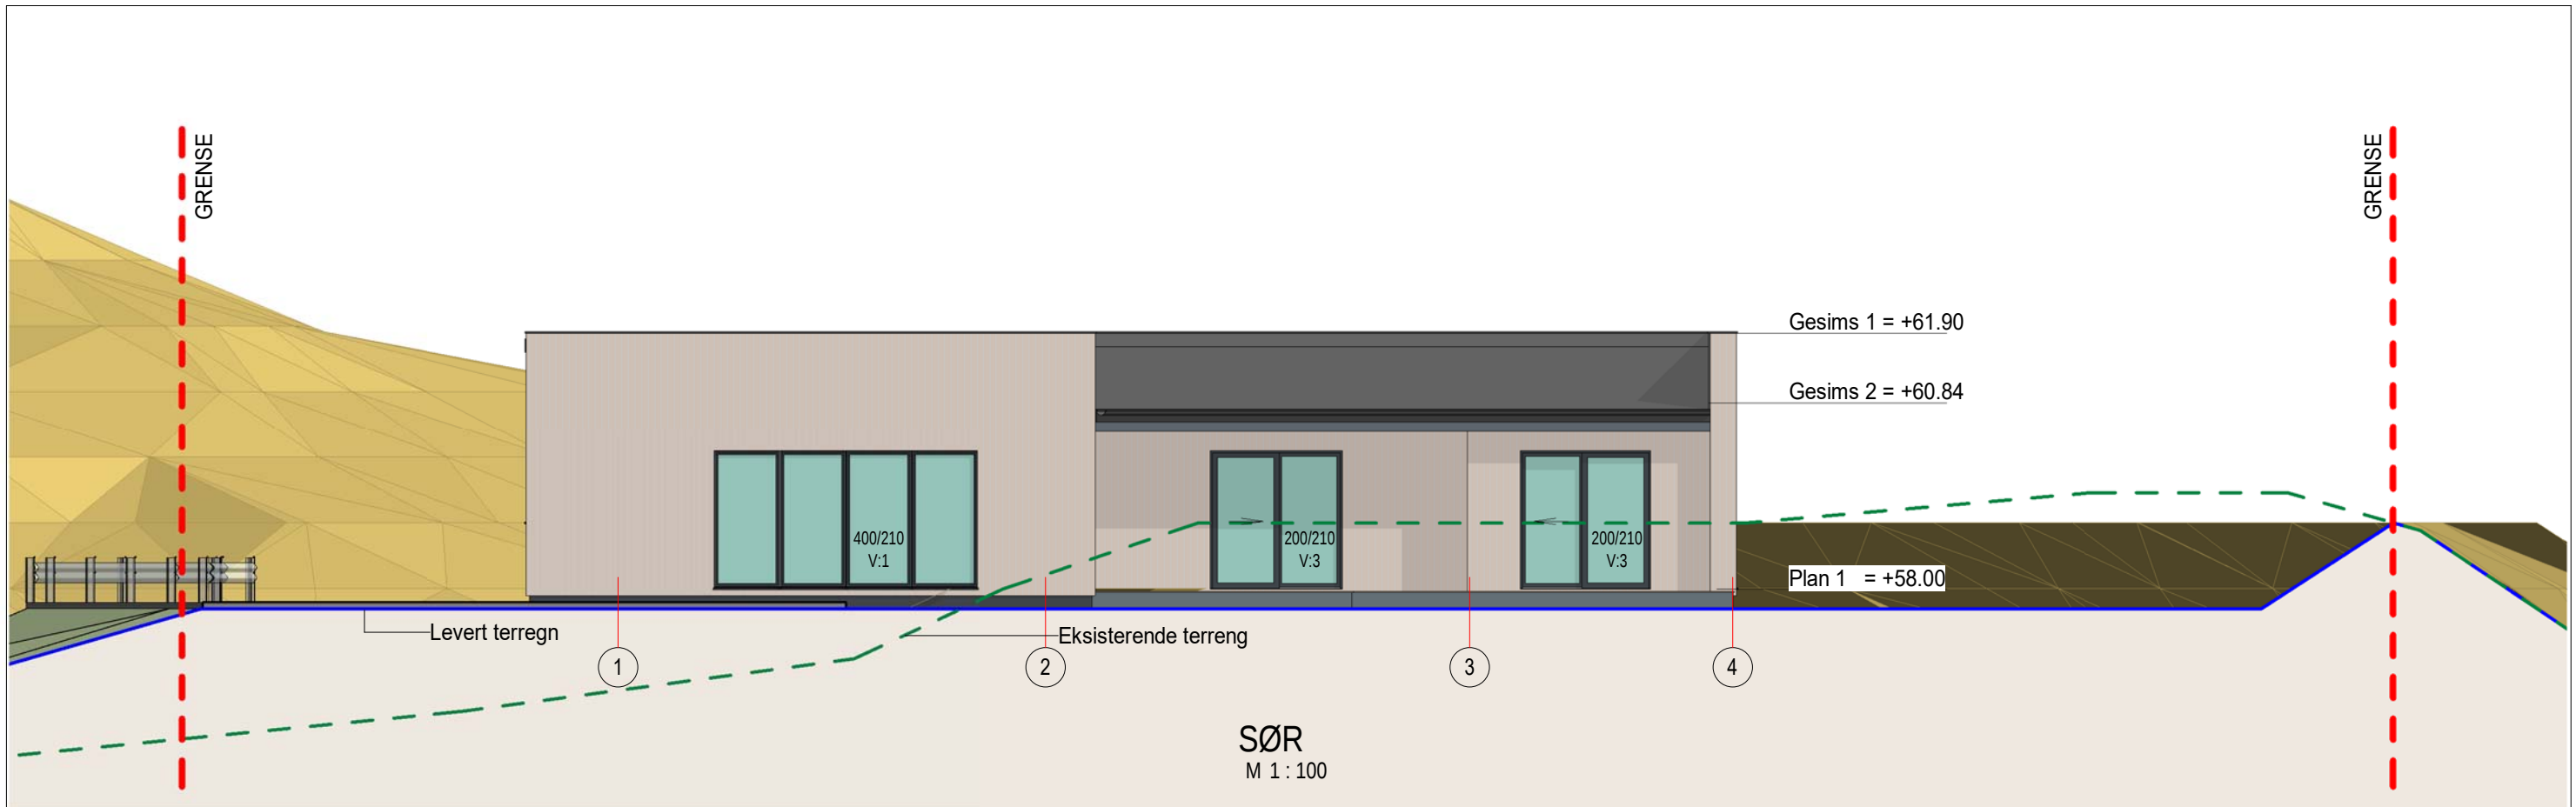 GRENSE
GRENSE
Gesims 1 = +61.90
Gesims 2 = +60.84
400/210
V:1
200/210
V:3
200/210
V:3
Plan 1 = +58.00
Levert terregn
Eksisterende terreng
1
2
3
4
SØR
M 1 : 100